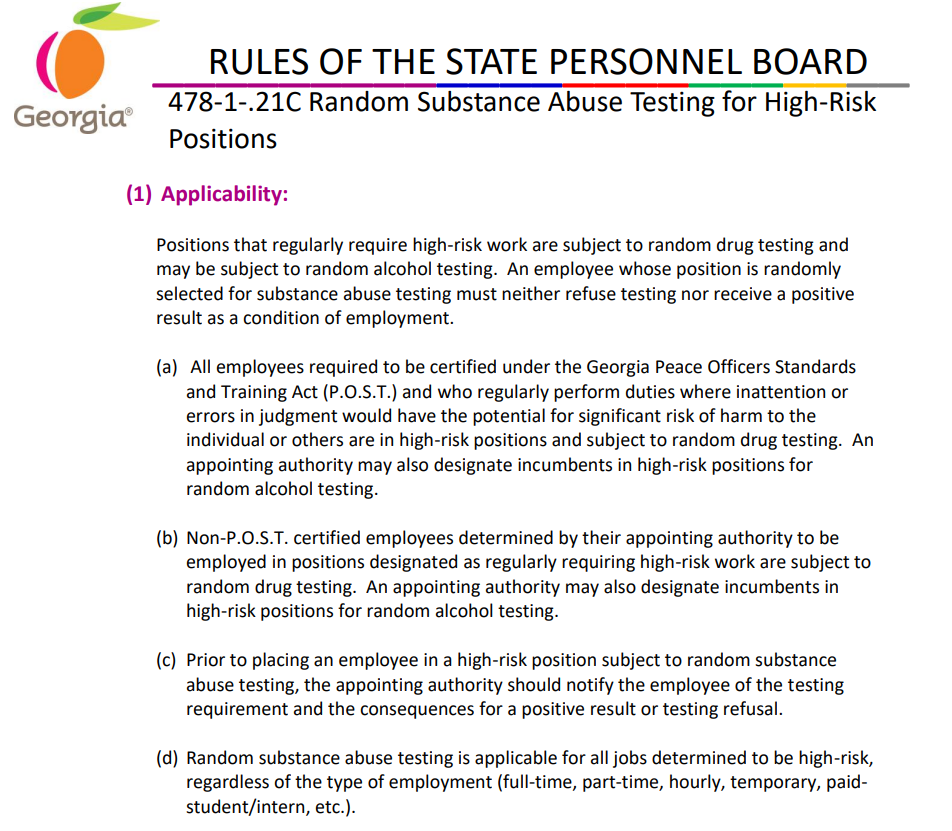 Georgia®
RULES OF THE STATE PERSONNEL BOARD
478-1-.21C Random Substance Abuse Testing for High-Risk
Positions
(1) Applicability:
Positions that regularly require high-risk work are subject to random drug testing and
may be subject to random alcohol testing. An employee whose position is randomly
selected for substance abuse testing must neither refuse testing nor receive a positive
result as a condition of employment.
(a) All employees required to be certified under the Georgia Peace Officers Standards
and Training Act (P.O.S.T.) and who regularly perform duties where inattention or
errors in judgment would have the potential for significant risk of harm to the
individual or others are in high-risk positions and subject to random drug testing. An
appointing authority may also designate incumbents in high-risk positions for
random alcohol testing.
(b) Non-P.O.S.T. certified employees determined by their appointing authority to be
employed in positions designated as regularly requiring high-risk work are subject to
random drug testing. An appointing authority may also designate incumbents in
high-risk positions for random alcohol testing.
(c) Prior to placing an employee in a high-risk position subject to random substance
abuse testing, the appointing authority should notify the employee of the testing
requirement and the consequences for a positive result or testing refusal.
(d) Random substance abuse testing is applicable for all jobs determined to be high-risk,
regardless of the type of employment (full-time, part-time, hourly, temporary, paid-
student/intern, etc.).